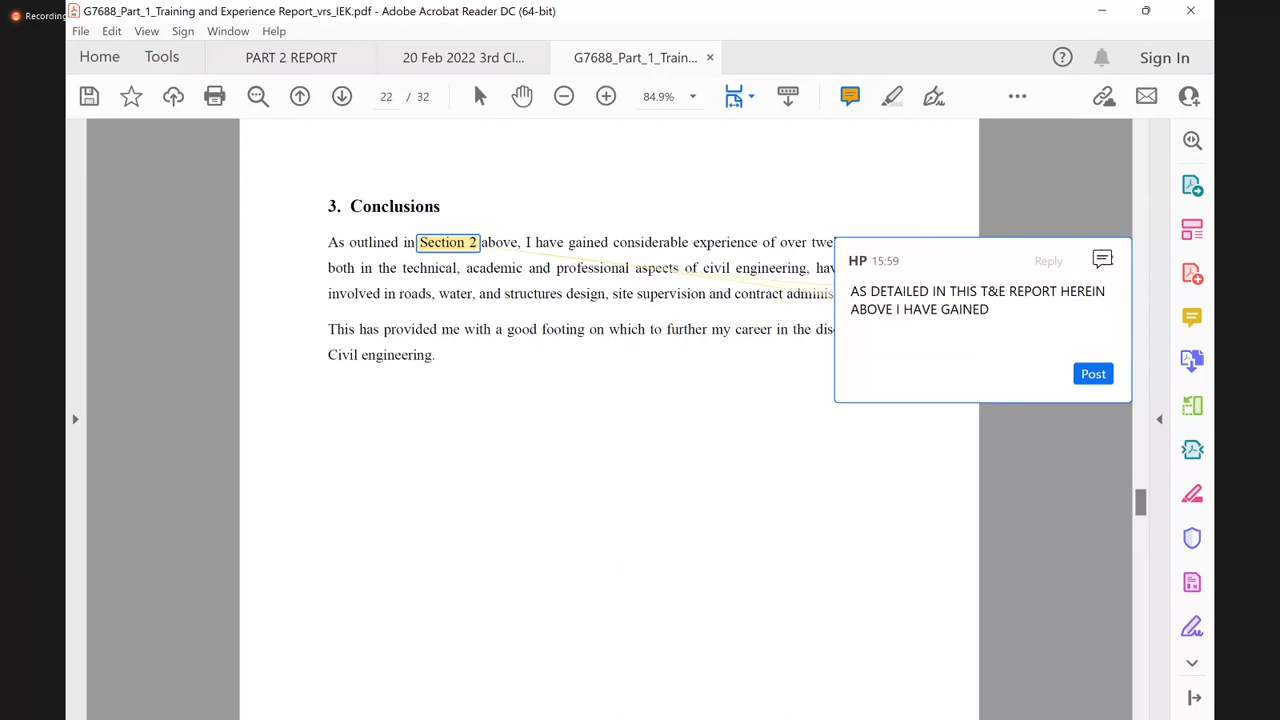 Recording
G7688_Part_1_Training and Experience Report_vrs_IEK.pdf - Adobe Acrobat Reader DC (64-bit)
File Edit View Sign Window Help
Home Tools PART 2 REPORT 20 Feb 2022 3rd Cl... G7688_Part_1_Train... Sign In
22 / 32 84.9%
3. Conclusions
As outlined in Section 2 above, I have gained considerable experience of over
both in the technical, academic and professional aspects of civil engineering,
involved in roads, water, and structures design, site supervision and contract
This has provided me with a good footing on which to further my career in the
Civil engineering.
HP 15:59 Reply
AS DETAILED IN THIS T&E REPORT HEREIN
ABOVE I HAVE GAINED
Post